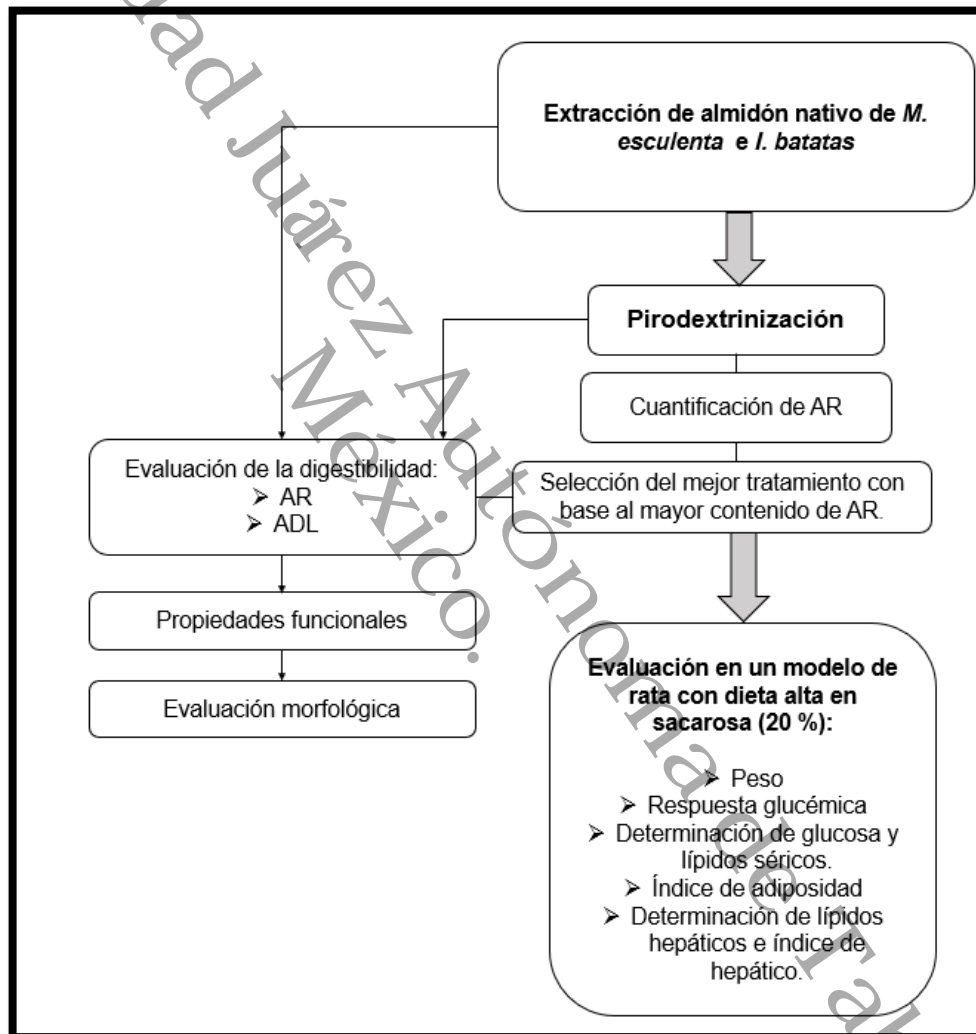 Extracción de almidón nativo de M.
esculenta e I. batatas
Pirodextrinización
Cuantificación de AR
Evaluación de la digestibilidad:
➢ AR
➢ ADL
Selección del mejor tratamiento con
base al mayor contenido de AR.
Propiedades funcionales
Evaluación morfológica
Evaluación en un modelo de
rata con dieta alta en
sacarosa (20 %):
➢ Peso
➢ Respuesta glucémica
➢ Determinación de glucosa y
lípidos séricos.
➢ Índice de adiposidad
➢ Determinación de lípidos
hepáticos e índice de
hepático.
Juárez Autónoma de
México.